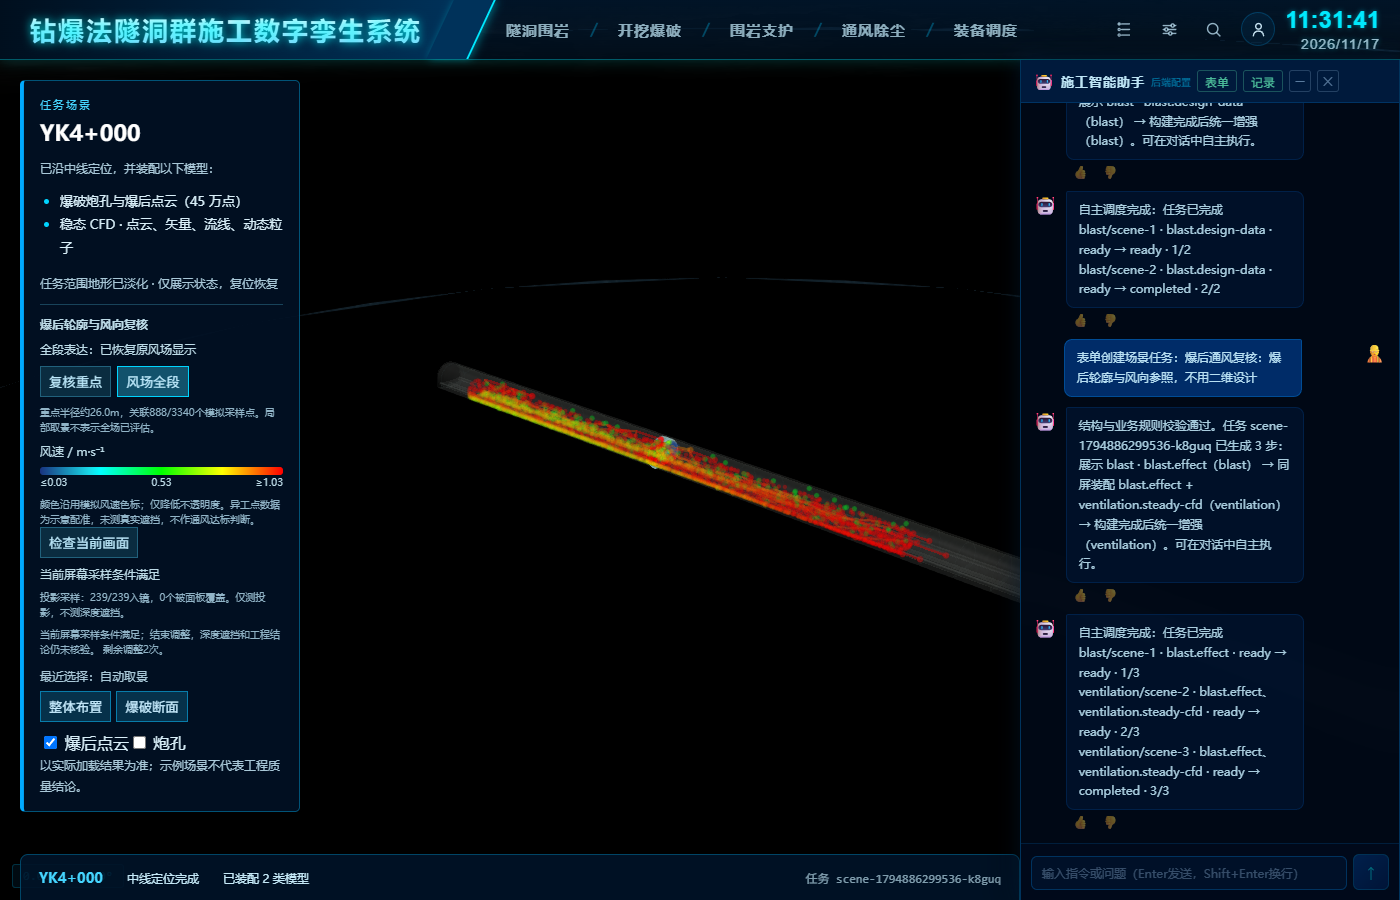 钻爆法隧洞群施工数字孪生系统
隧洞围岩 / 开挖爆破 / 围岩支护 / 通风除尘 / 装备调度
11:31:41
2026/11/17
任务场景
YK4+000
已沿中线定位，并装配以下模型：
• 爆破炮孔与爆后点云（45 万点）
• 稳态 CFD · 点云、矢量、流线、动态粒
子
任务范围地形已淡化 · 仅展示状态，复位恢复
爆后轮廓与风向复核
全段表达：已恢复原风场显示
复核重点 风场全段
重点半径约26.0m，关联888/3340个模拟采样点。局
部取景不表示全场已评估。
风速 / m·s⁻¹
≤0.03 0.53 ≥1.03
颜色沿用模拟风速色标；仅降低不透明度。异工点数据
为示意配准，未测真实遮挡，不作通风达标判断。
检查当前画面
当前屏幕采样条件满足
投影采样：239/239入镜，0个被面板覆盖。仅测投
影，不测深度遮挡。
当前屏幕采样条件满足；结束调整，深度遮挡和工程结
论仍未核验。 剩余调整2次。
最近选择：自动取景
整体布置 爆破断面
爆后点云 炮孔
以实际加载结果为准；示例场景不代表工程质
量结论。
YK4+000 中线定位完成 已装配 2 类模型 任务 scene-1794886299536-k8guq
施工智能助手 后端配置 表单 记录
展示 blast · blast.design-data
（blast）→ 构建完成后统一增强
（blast）。可在对话中自主执行。
自主调度完成：任务已完成
blast/scene-1 · blast.design-data ·
ready → ready · 1/2
blast/scene-2 · blast.design-data ·
ready → completed · 2/2
表单创建场景任务：爆后通风复核：爆
后轮廓与风向参照，不用二维设计
结构与业务规则校验通过。任务 scene-
1794886299536-k8guq 已生成 3 步：
展示 blast · blast.effect（blast）→ 同
屏装配 blast.effect +
ventilation.steady-cfd（ventilation）
→ 构建完成后统一增强
（ventilation）。可在对话中自主执
行。
自主调度完成：任务已完成
blast/scene-1 · blast.effect · ready →
ready · 1/3
ventilation/scene-2 · blast.effect、
ventilation.steady-cfd · ready →
ready · 2/3
ventilation/scene-3 · blast.effect、
ventilation.steady-cfd · ready →
completed · 3/3
输入指令或问题（Enter发送，Shift+Enter换行）